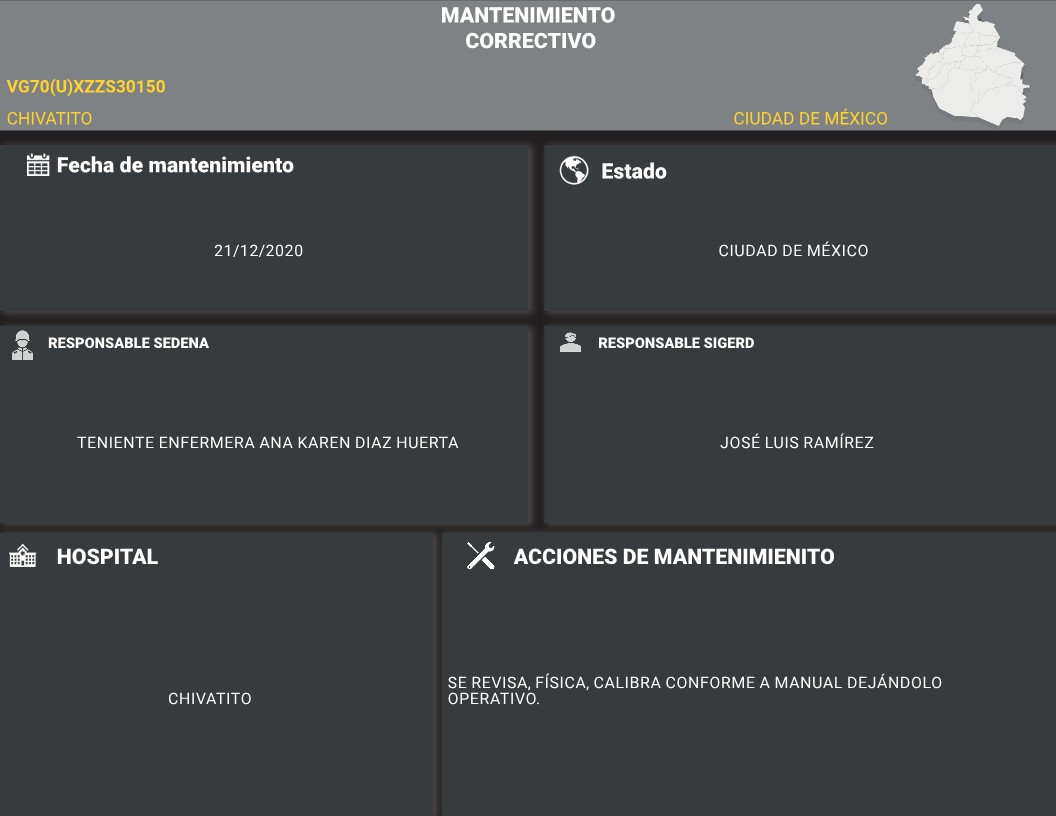 MANTENIMIENTO
CORRECTIVO
VG70(U)XZZS30150
CHIVATITO
CIUDAD DE MÉXICO
Fecha de mantenimiento
21/12/2020
Estado
CIUDAD DE MÉXICO
RESPONSABLE SEDENA
TENIENTE ENFERMERA ANA KAREN DIAZ HUERTA
RESPONSABLE SIGERD
JOSÉ LUIS RAMÍREZ
HOSPITAL
CHIVATITO
ACCIONES DE MANTENIMIENITO
SE REVISA, FÍSICA, CALIBRA CONFORME A MANUAL DEJÁNDOLO
OPERATIVO.